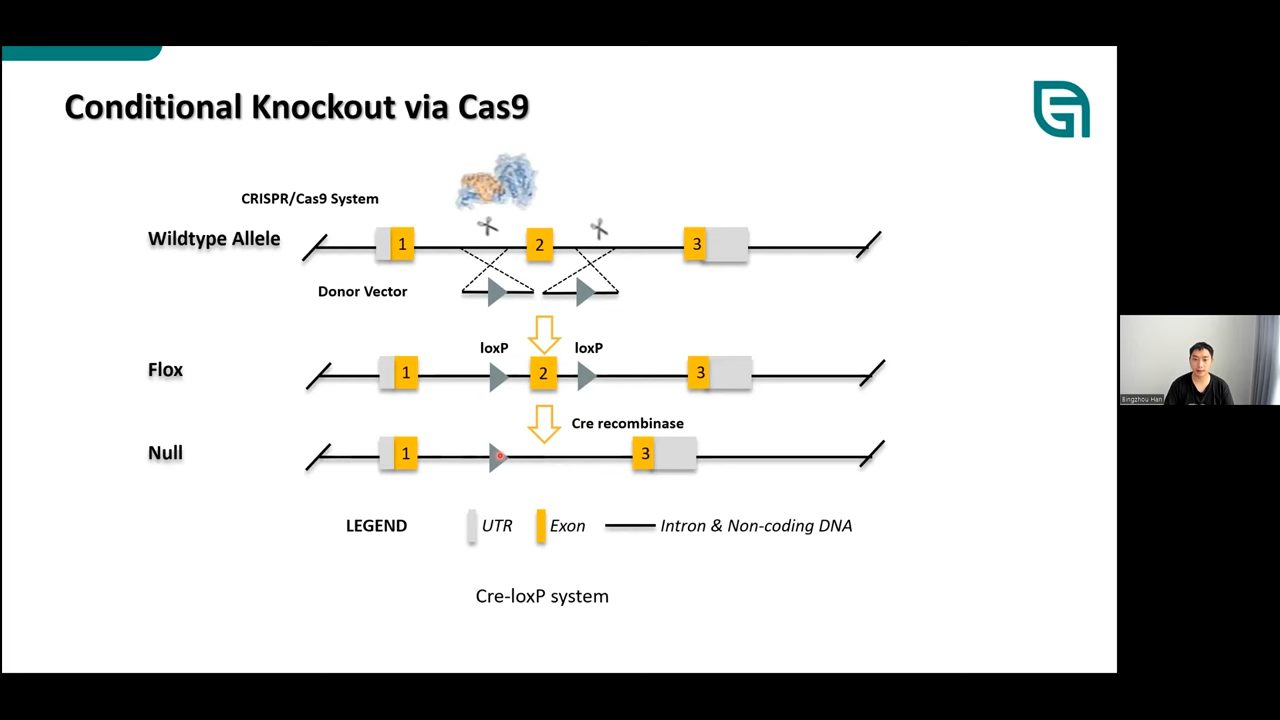 Conditional Knockout via Cas9
CRISPR/Cas9 System
Wildtype Allele
1
2
3
Donor Vector
loxP
loxP
Flox
1
2
3
Cre recombinase
Null
1
3
LEGEND
UTR
Exon
Intron & Non-coding DNA
Cre-loxP system
Bingzhou Han